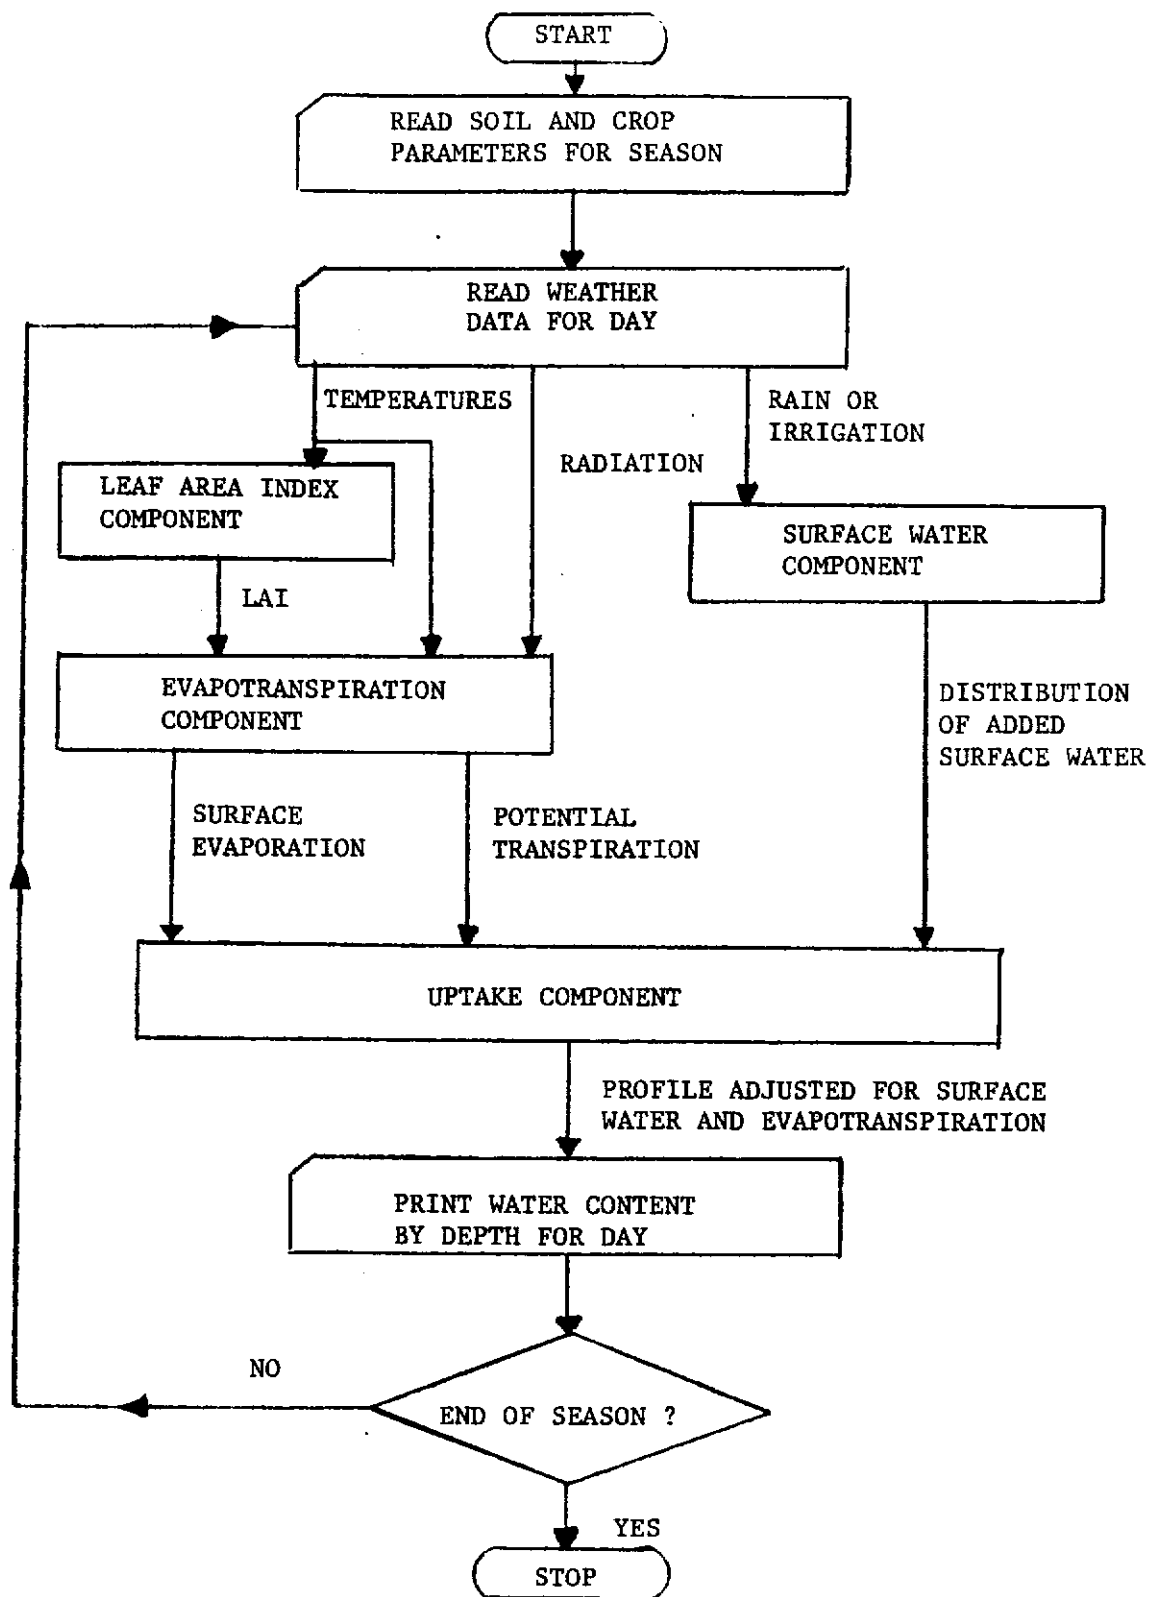 START
READ SOIL AND CROP
PARAMETERS FOR SEASON
READ WEATHER
DATA FOR DAY
TEMPERATURES
RAIN OR
IRRIGATION
RADIATION
LEAF AREA INDEX
COMPONENT
SURFACE WATER
COMPONENT
LAI
EVAPOTRANSPIRATION
COMPONENT
DISTRIBUTION
OF ADDED
SURFACE WATER
SURFACE
EVAPORATION
POTENTIAL
TRANSPIRATION
UPTAKE COMPONENT
PROFILE ADJUSTED FOR SURFACE
WATER AND EVAPOTRANSPIRATION
PRINT WATER CONTENT
BY DEPTH FOR DAY
NO
END OF SEASON ?
YES
STOP